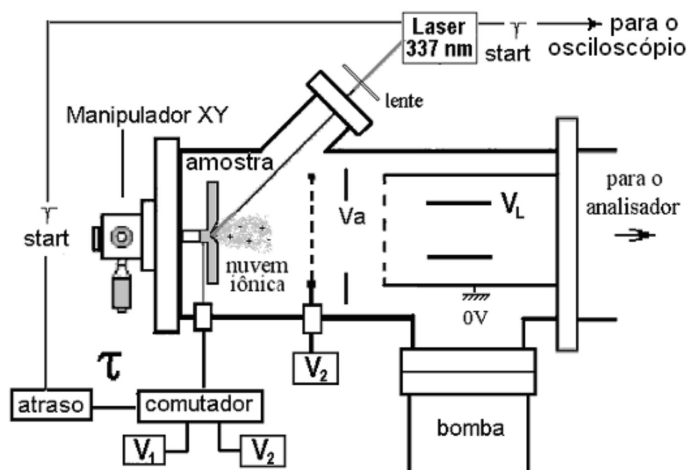 Laser
337 nm
start
para o
osciloscópio
lente
Manipulador XY
amostra
Va
V_L
para o
analisador
start
nuvem
iônica
0V
τ
V₂
atraso
comutador
V₁
V₂
bomba